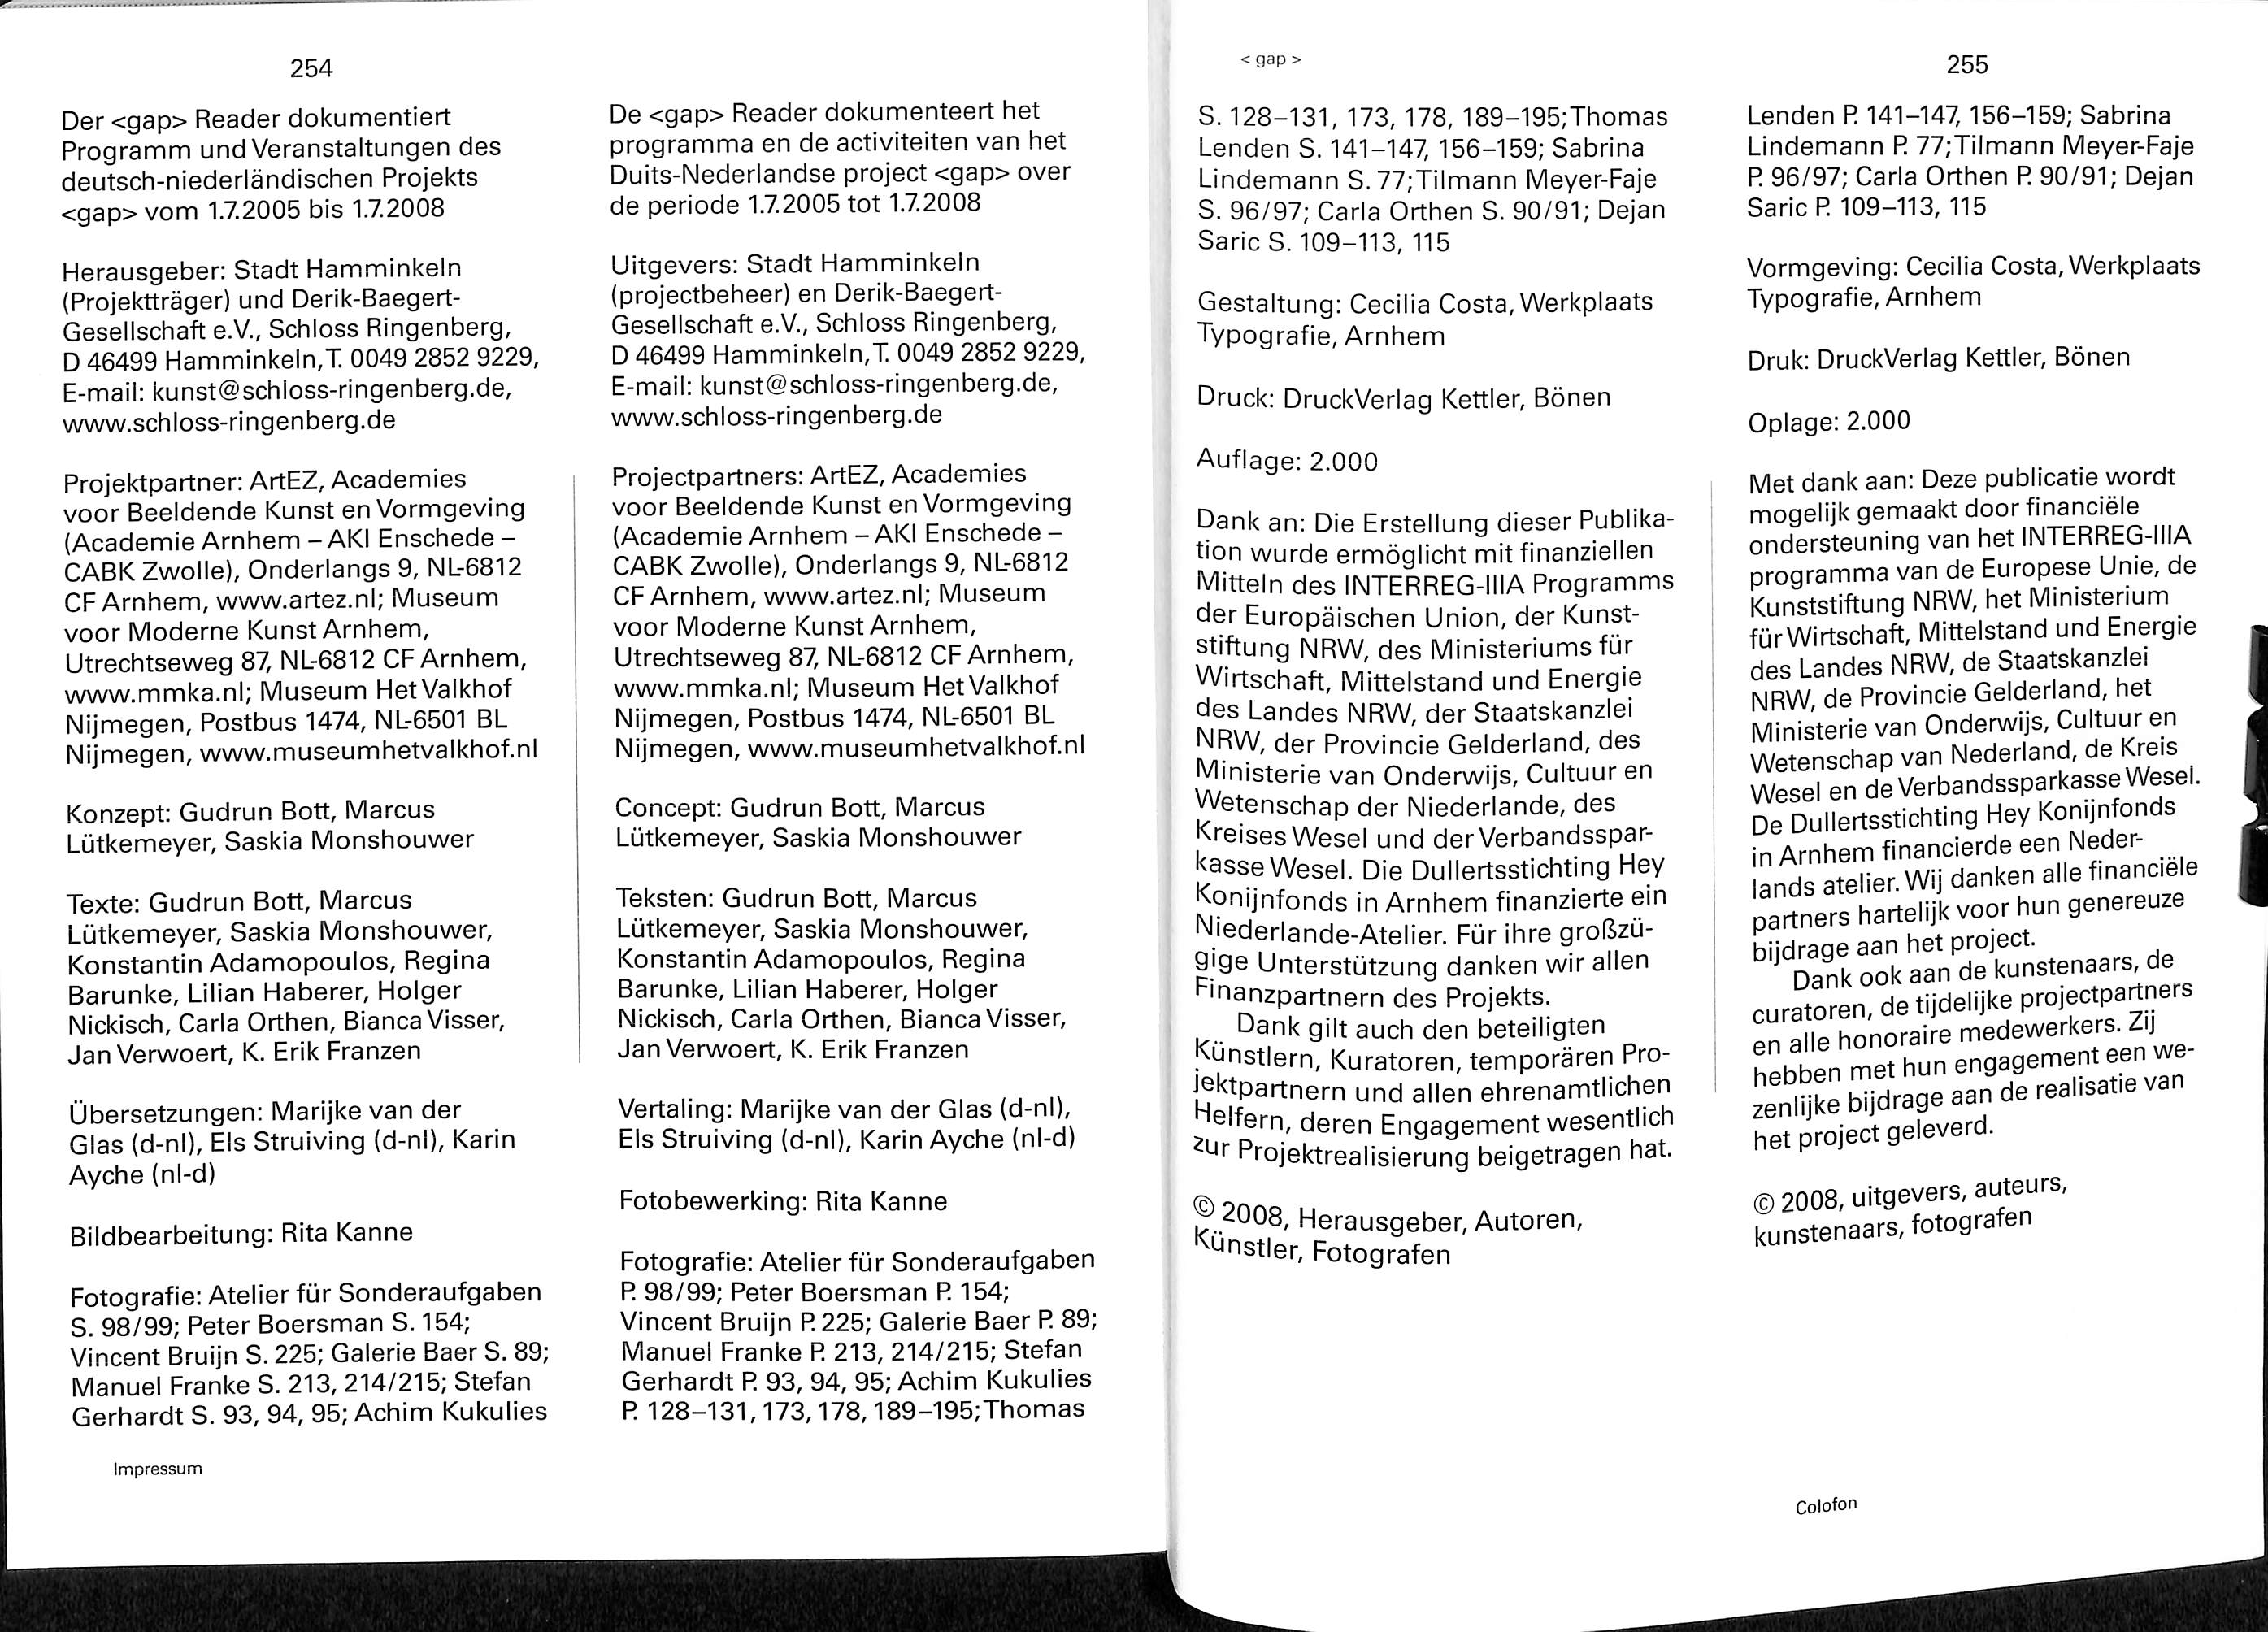 254
Der <gap> Reader dokumentiert
Programm und Veranstaltungen des
deutsch-niederländischen Projekts
<gap> vom 1.7.2005 bis 1.7.2008
Herausgeber: Stadt Hamminkeln
(Projektträger) und Derik-Baegert-
Gesellschaft e.V., Schloss Ringenberg,
D 46499 Hamminkeln, T. 0049 2852 9229,
E-mail: kunst@schloss-ringenberg.de,
www.schloss-ringenberg.de
Projektpartner: ArtEZ, Academies
voor Beeldende Kunst en Vormgeving
(Academie Arnhem – AKI Enschede –
CABK Zwolle), Onderlangs 9, NL-6812
CF Arnhem, www.artez.nl; Museum
voor Moderne Kunst Arnhem,
Utrechtseweg 87, NL-6812 CF Arnhem,
www.mmka.nl; Museum Het Valkhof
Nijmegen, Postbus 1474, NL-6501 BL
Nijmegen, www.museumhetvalkhof.nl
Konzept: Gudrun Bott, Marcus
Lütkemeyer, Saskia Monshouwer
Texte: Gudrun Bott, Marcus
Lütkemeyer, Saskia Monshouwer,
Konstantin Adamopoulos, Regina
Barunke, Lilian Haberer, Holger
Nickisch, Carla Orthen, Bianca Visser,
Jan Verwoert, K. Erik Franzen
Übersetzungen: Marijke van der
Glas (d-nl), Els Struiving (d-nl), Karin
Ayche (nl-d)
Bildbearbeitung: Rita Kanne
Fotografie: Atelier für Sonderaufgaben
S. 98/99; Peter Boersman S. 154;
Vincent Bruijn S. 225; Galerie Baer S. 89;
Manuel Franke S. 213, 214/215; Stefan
Gerhardt S. 93, 94, 95; Achim Kukulies
Impressum
De <gap> Reader dokumenteert het
programma en de activiteiten van het
Duits-Nederlandse project <gap> over
de periode 1.7.2005 tot 1.7.2008
Uitgevers: Stadt Hamminkeln
(projectbeheer) en Derik-Baegert-
Gesellschaft e.V., Schloss Ringenberg,
D 46499 Hamminkeln, T. 0049 2852 9229,
E-mail: kunst@schloss-ringenberg.de,
www.schloss-ringenberg.de
Projectpartners: ArtEZ, Academies
voor Beeldende Kunst en Vormgeving
(Academie Arnhem – AKI Enschede –
CABK Zwolle), Onderlangs 9, NL-6812
CF Arnhem, www.artez.nl; Museum
voor Moderne Kunst Arnhem,
Utrechtseweg 87, NL-6812 CF Arnhem,
www.mmka.nl; Museum Het Valkhof
Nijmegen, Postbus 1474, NL-6501 BL
Nijmegen, www.museumhetvalkhof.nl
Concept: Gudrun Bott, Marcus
Lütkemeyer, Saskia Monshouwer
Teksten: Gudrun Bott, Marcus
Lütkemeyer, Saskia Monshouwer,
Konstantin Adamopoulos, Regina
Barunke, Lilian Haberer, Holger
Nickisch, Carla Orthen, Bianca Visser,
Jan Verwoert, K. Erik Franzen
Vertaling: Marijke van der Glas (d-nl),
Els Struiving (d-nl), Karin Ayche (nl-d)
Fotobewerking: Rita Kanne
Fotografie: Atelier für Sonderaufgaben
P. 98/99; Peter Boersman P. 154;
Vincent Bruijn P. 225; Galerie Baer P. 89;
Manuel Franke P. 213, 214/215; Stefan
Gerhardt P. 93, 94, 95; Achim Kukulies
P. 128–131, 173, 178, 189–195; Thomas
< gap >
S. 128–131, 173, 178, 189–195; Thomas
Lenden S. 141–147, 156–159; Sabrina
Lindemann S. 77; Tilmann Meyer-Faje
S. 96/97; Carla Orthen S. 90/91; Dejan
Saric S. 109–113, 115
Gestaltung: Cecilia Costa, Werkplaats
Typografie, Arnhem
Druck: DruckVerlag Kettler, Bönen
Auflage: 2.000
Dank an: Die Erstellung dieser Publika-
tion wurde ermöglicht mit finanziellen
Mitteln des INTERREG-IIIA Programms
der Europäischen Union, der Kunst-
stiftung NRW, des Ministeriums für
Wirtschaft, Mittelstand und Energie
des Landes NRW, der Staatskanzlei
NRW, der Provincie Gelderland, des
Ministerie van Onderwijs, Cultuur en
Wetenschap der Niederlande, des
Kreises Wesel und der Verbandsspar-
kasse Wesel. Die Dullertsstichting Hey
Konijnfonds in Arnhem finanzierte ein
Niederlande-Atelier. Für ihre großzü-
gige Unterstützung danken wir allen
Finanzpartnern des Projekts.
Dank gilt auch den beteiligten
Künstlern, Kuratoren, temporären Pro-
jektpartnern und allen ehrenamtlichen
Helfern, deren Engagement wesentlich
zur Projektrealisierung beigetragen hat.
© 2008, Herausgeber, Autoren,
Künstler, Fotografen
255
Lenden P. 141–147, 156–159; Sabrina
Lindemann P. 77; Tilmann Meyer-Faje
P. 96/97; Carla Orthen P. 90/91; Dejan
Saric P. 109–113, 115
Vormgeving: Cecilia Costa, Werkplaats
Typografie, Arnhem
Druk: DruckVerlag Kettler, Bönen
Oplage: 2.000
Met dank aan: Deze publicatie wordt
mogelijk gemaakt door financiële
ondersteuning van het INTERREG-IIIA
programma van de Europese Unie, de
Kunststiftung NRW, het Ministerium
für Wirtschaft, Mittelstand und Energie
des Landes NRW, de Staatskanzlei
NRW, de Provincie Gelderland, het
Ministerie van Onderwijs, Cultuur en
Wetenschap van Nederland, de Kreis
Wesel en de Verbandssparkasse Wesel.
De Dullertsstichting Hey Konijnfonds
in Arnhem financierde een Neder-
lands atelier. Wij danken alle financiële
partners hartelijk voor hun genereuze
bijdrage aan het project.
Dank ook aan de kunstenaars, de
curatoren, de tijdelijke projectpartners
en alle honoraire medewerkers. Zij
hebben met hun engagement een we-
zenlijke bijdrage aan de realisatie van
het project geleverd.
© 2008, uitgevers, auteurs,
kunstenaars, fotografen
Colofon